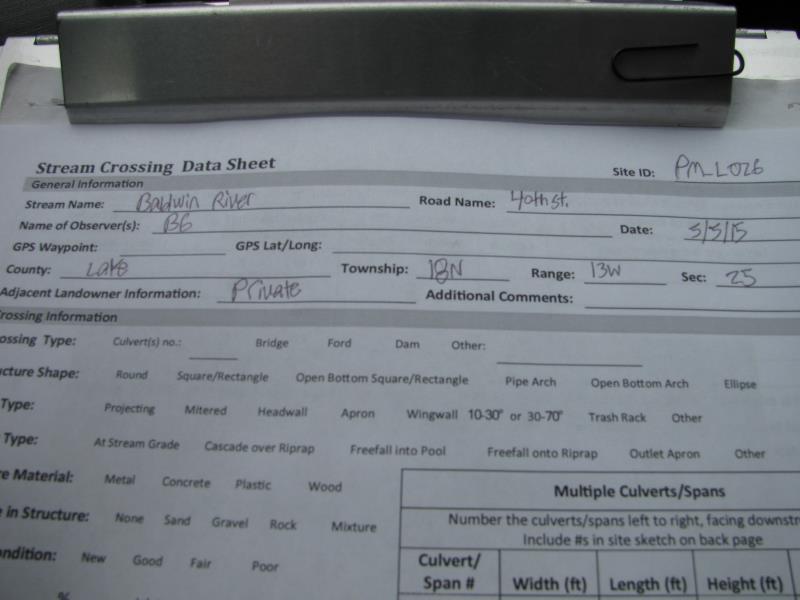 Stream Crossing Data Sheet Site ID: PM_L026
General Information
Stream Name: Baldwin River Road Name: 40th St.
Name of Observer(s): BG Date: 5/5/15
GPS Waypoint: GPS Lat/Long:
County: Lake Township: 18N Range: 13W Sec: 25
Adjacent Landowner Information: Private Additional Comments:
Crossing Information
ossing Type: Culvert(s) no.: Bridge Ford Dam Other:
ucture Shape: Round Square/Rectangle Open Bottom Square/Rectangle Pipe Arch Open Bottom Arch Ellipse
Type: Projecting Mitered Headwall Apron Wingwall 10-30° or 30-70° Trash Rack Other
Type: At Stream Grade Cascade over Riprap Freefall into Pool Freefall onto Riprap Outlet Apron Other
re Material: Metal Concrete Plastic Wood
e in Structure: None Sand Gravel Rock Mixture
ondition: New Good Fair Poor
%
Multiple Culverts/Spans
Number the culverts/spans left to right, facing downstr
Include #s in site sketch on back page
Culvert/
Span # Width (ft) Length (ft) Height (ft)